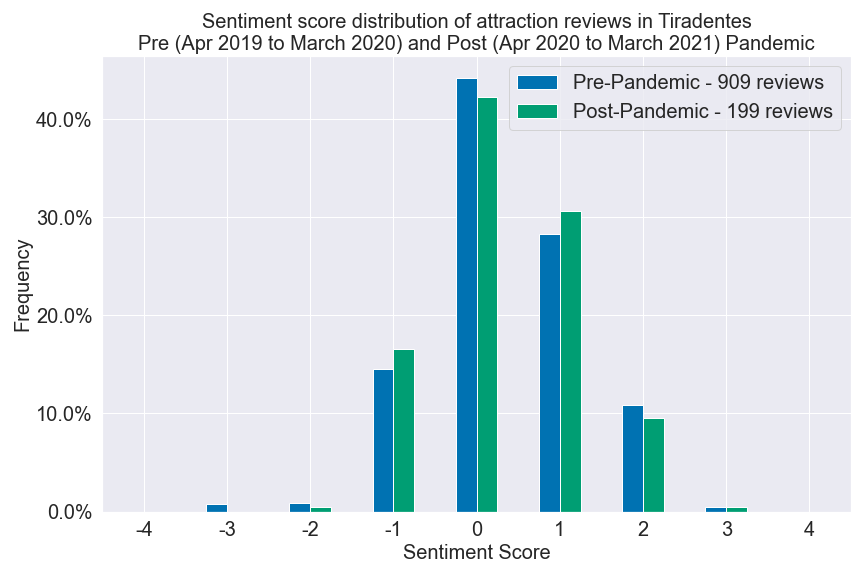 Sentiment score distribution of attraction reviews in Tiradentes
Pre (Apr 2019 to March 2020) and Post (Apr 2020 to March 2021) Pandemic
Pre-Pandemic - 909 reviews
Post-Pandemic - 199 reviews
Frequency
40.0%
30.0%
20.0%
10.0%
0.0%
-4 -3 -2 -1 0 1 2 3 4
Sentiment Score